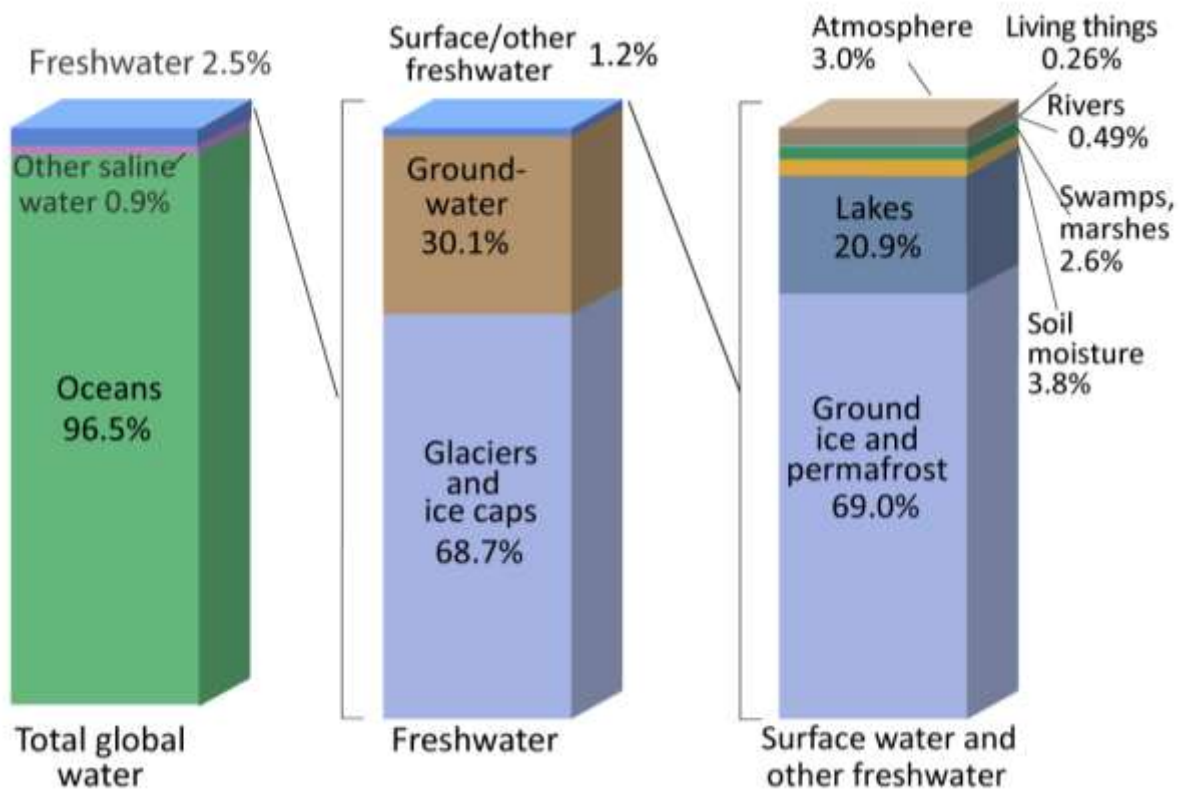 Freshwater 2.5%
Other saline
water 0.9%
Oceans
96.5%
Total global
water
Surface/other
freshwater
1.2%
Ground-
water
30.1%
Glaciers
and
ice caps
68.7%
Freshwater
Atmosphere
3.0%
Living things
0.26%
Rivers
0.49%
Swamps,
marshes
2.6%
Soil
moisture
3.8%
Lakes
20.9%
Ground
ice and
permafrost
69.0%
Surface water and
other freshwater